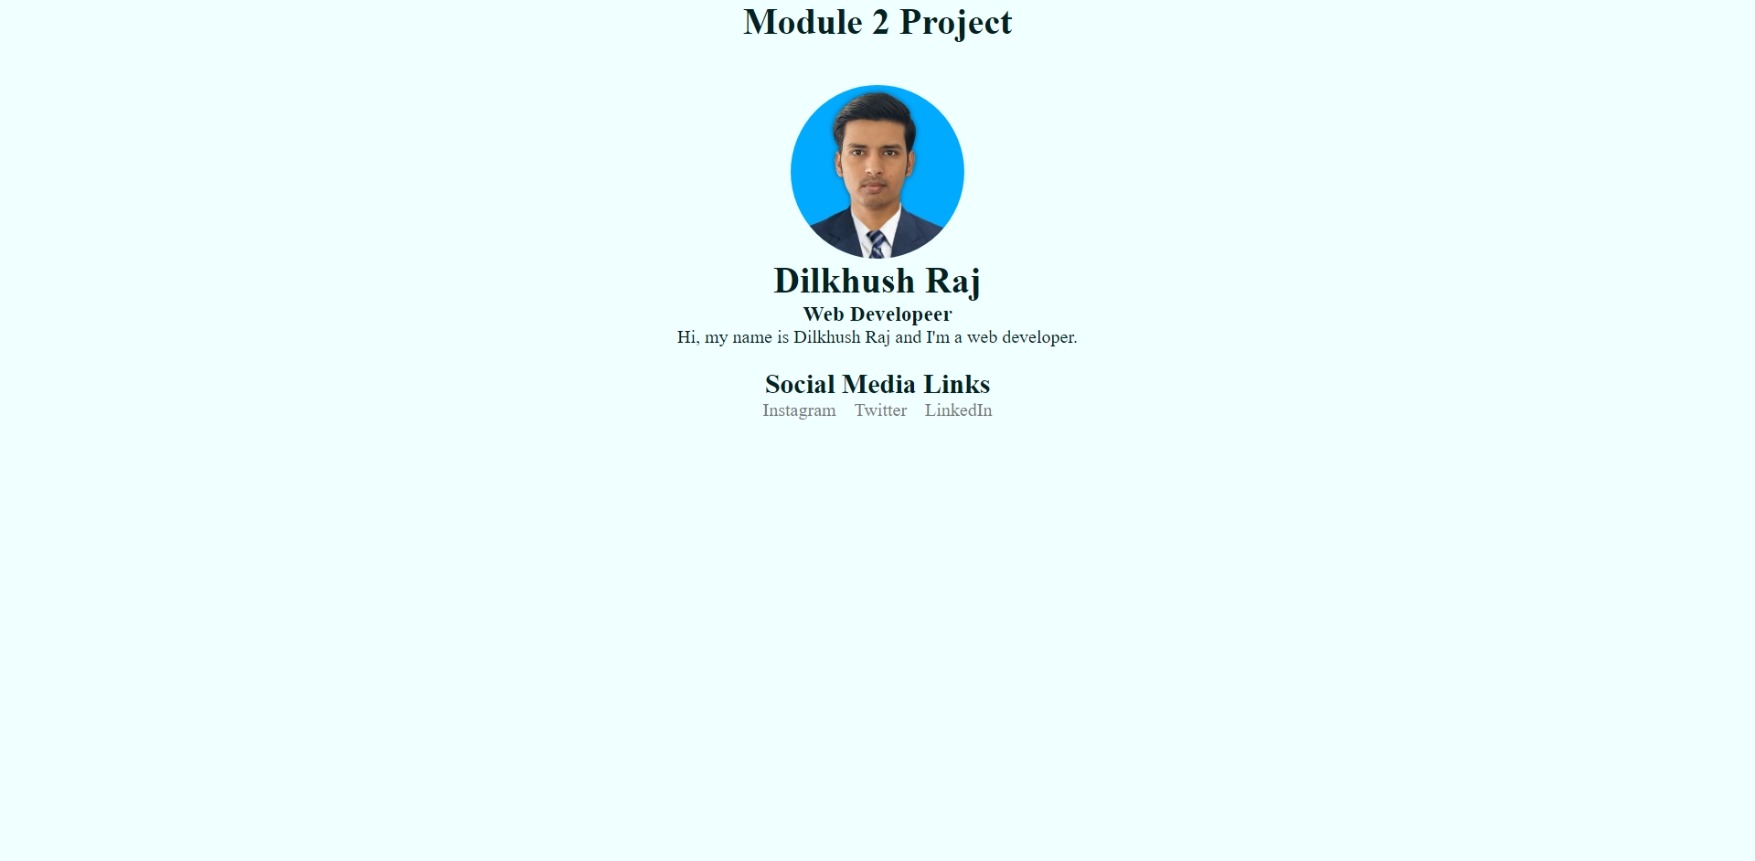 Module 2 Project
Dilkhush Raj
Web Developeer
Hi, my name is Dilkhush Raj and I'm a web developer.
Social Media Links
Instagram Twitter LinkedIn